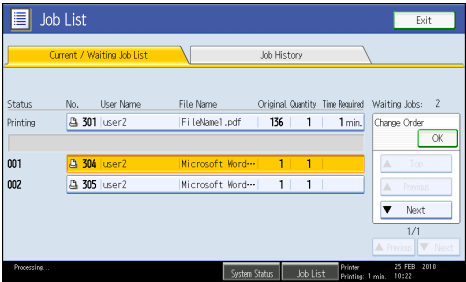 Job List
Exit
Current / Waiting Job List
Job History
Status No. User Name File Name Original Quantity Time Required Waiting Jobs: 2
Printing 301 user2 FileName1.pdf 136 1 1 min. Change Order
OK
001 304 user2 Microsoft Word··· 1 1 ▲ Top
002 305 user2 Microsoft Word··· 1 1 ▲ Previous
▼ Next
1/1
▲ Previous ▼ Next
Processing... System Status Job List Printer 25 FEB 2010
Printing: 1 min. 10:22